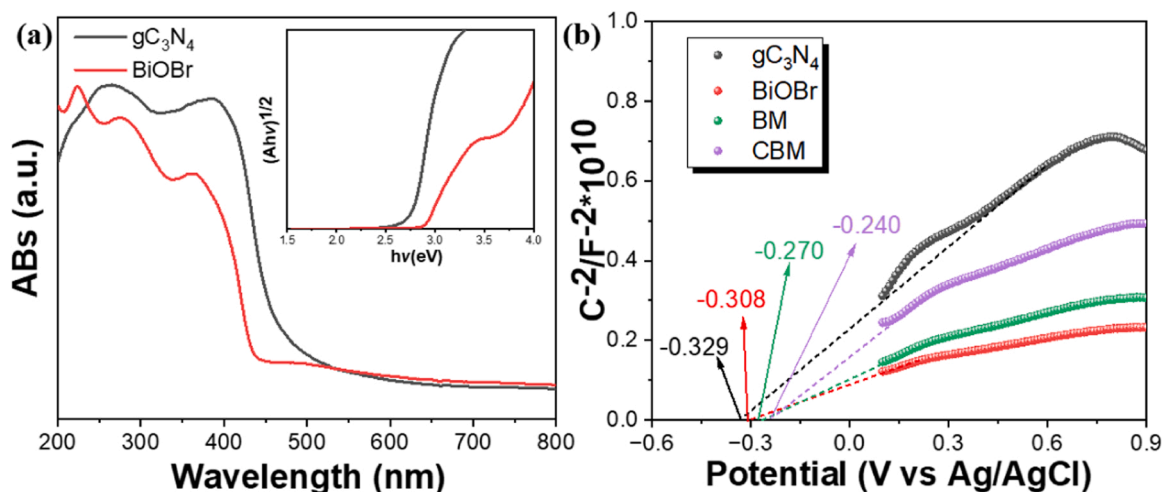 (a)
gC₃N₄
BiOBr
ABs (a.u.)
200 300 400 500 600 700 800
Wavelength (nm)
(Ahν)1/2
1.5 2.0 2.5 3.0 3.5 4.0
hν(eV)
(b)
gC₃N₄
BiOBr
BM
CBM
C⁻²/F⁻²*10¹⁰
1.0
0.8
0.6
0.4
0.2
0.0
-0.240
-0.270
-0.308
-0.329
−0.6 −0.3 0.0 0.3 0.6 0.9
Potential (V vs Ag/AgCl)